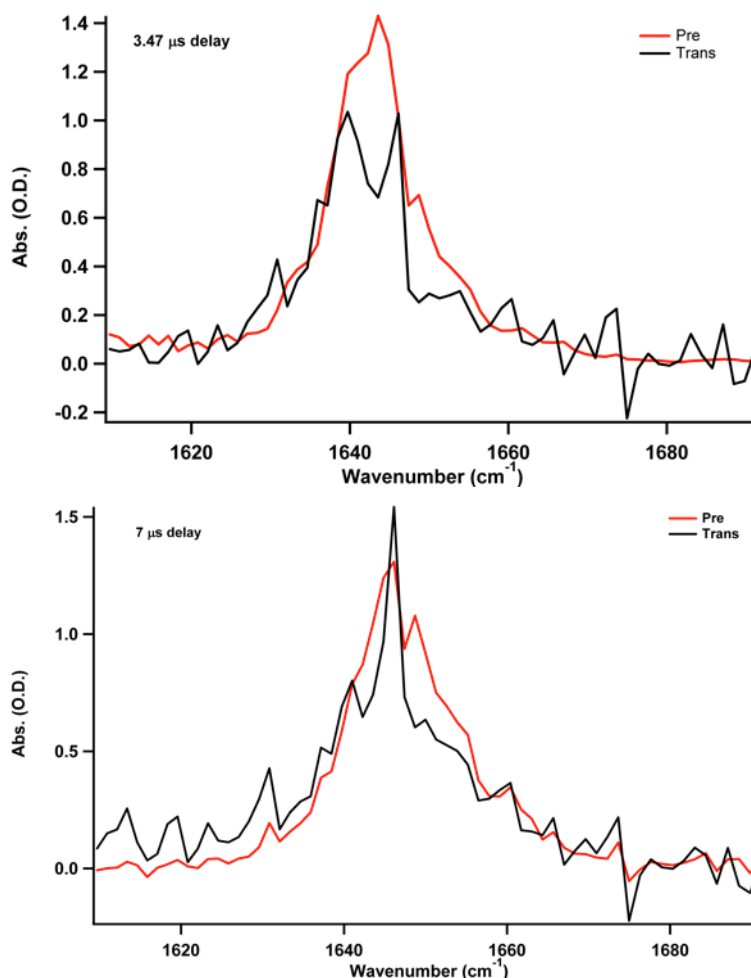 3.47 μs delay
Pre
Trans
1.4
1.2
1.0
0.8
0.6
0.4
0.2
0.0
-0.2
Abs. (O.D.)
1620 1640 1660 1680
Wavenumber (cm-1)
7 μs delay
Pre
Trans
1.5
1.0
0.5
0.0
Abs. (O.D.)
1620 1640 1660 1680
Wavenumber (cm-1)